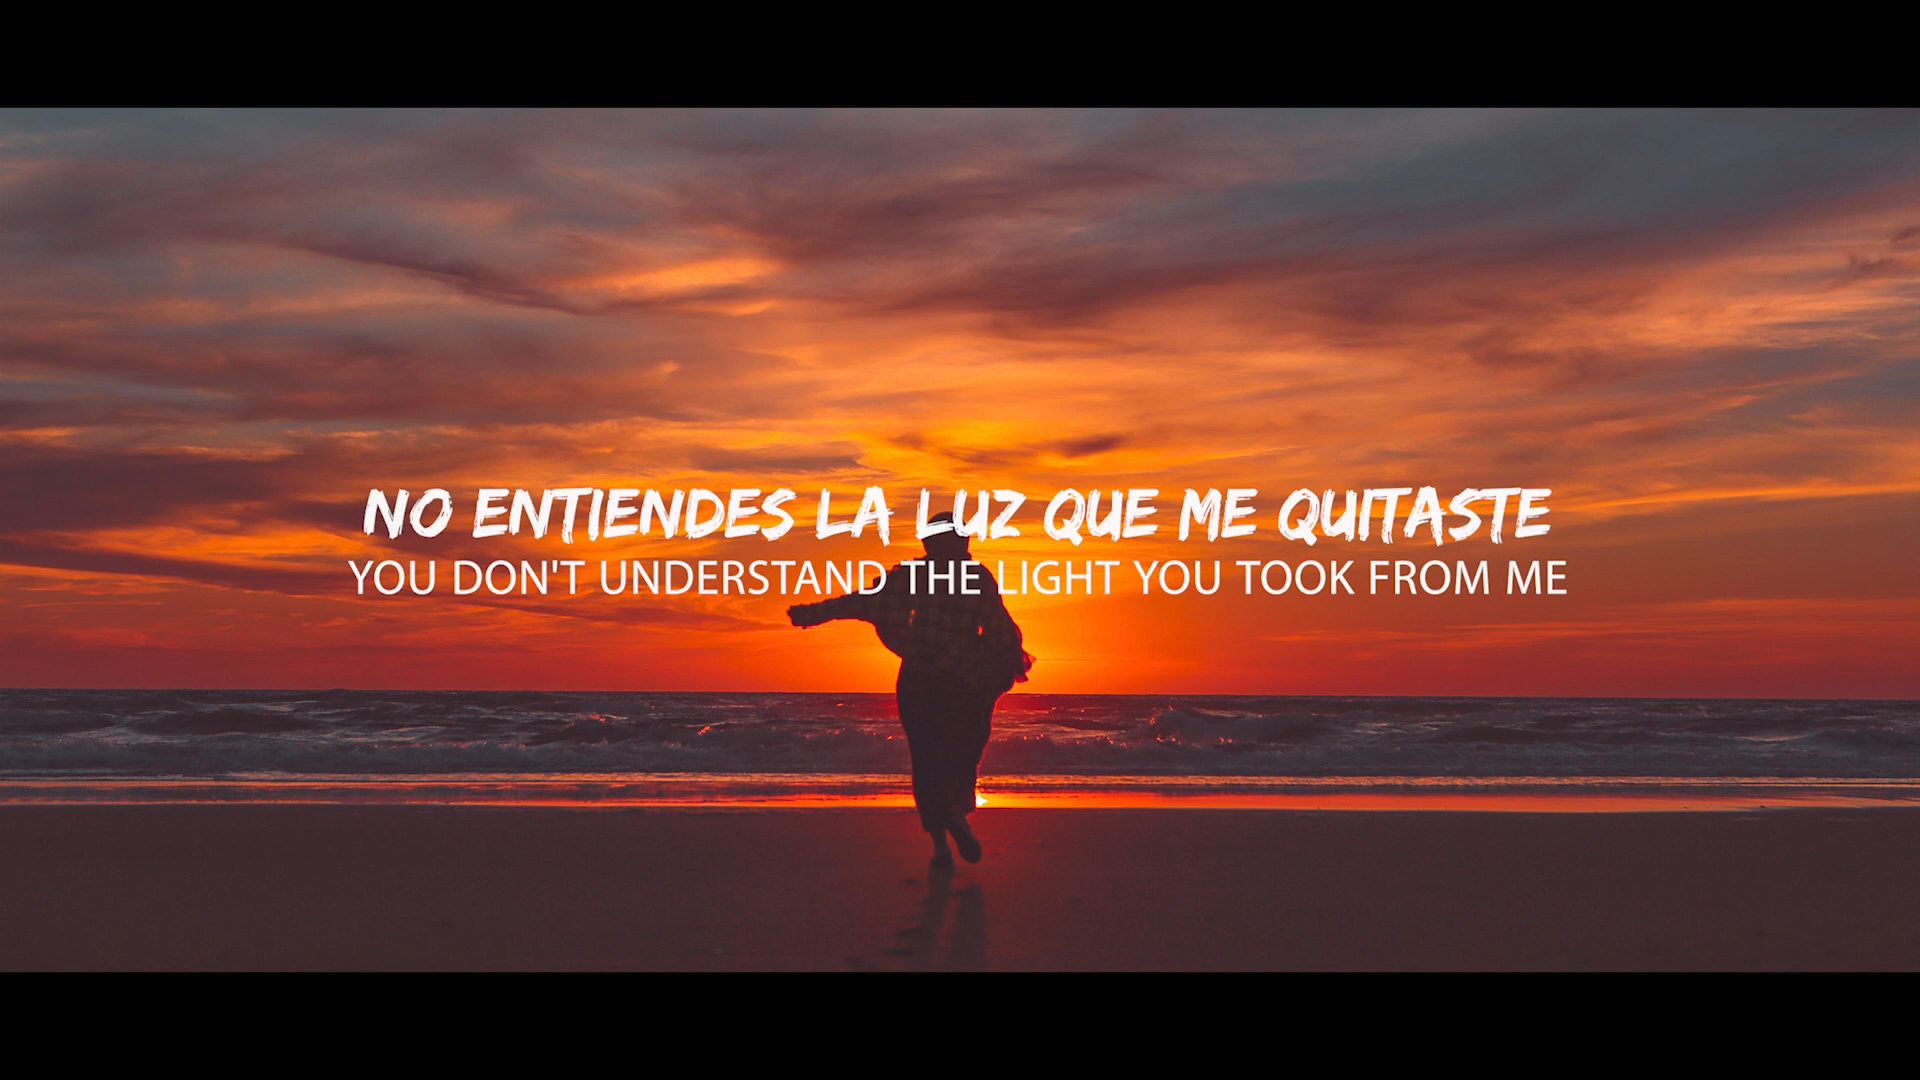 NO ENTIENDES LA LUZ QUE ME QUITASTE
YOU DON'T UNDERSTAND THE LIGHT YOU TOOK FROM ME